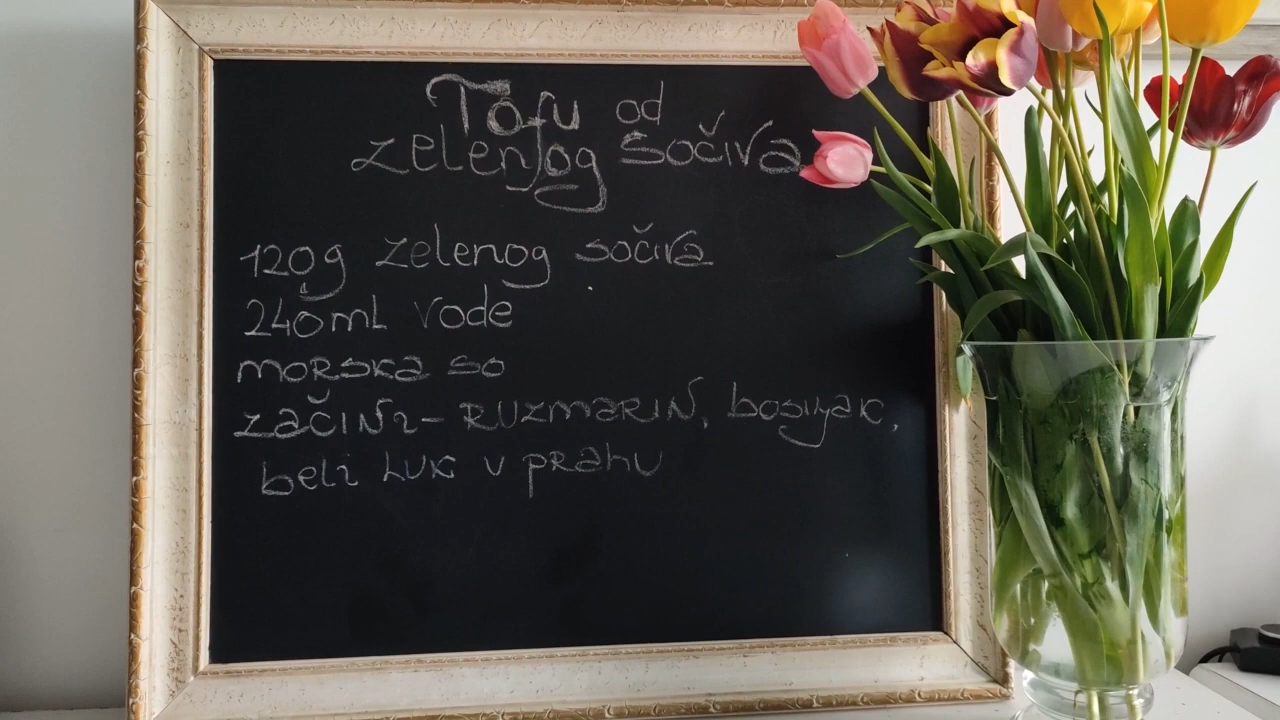 Tofu od
zelenog sočiva
120g zelenog sočiva
240ml vode
morska so
začini - ruzmarin, bosiljak,
beli luk u prahu